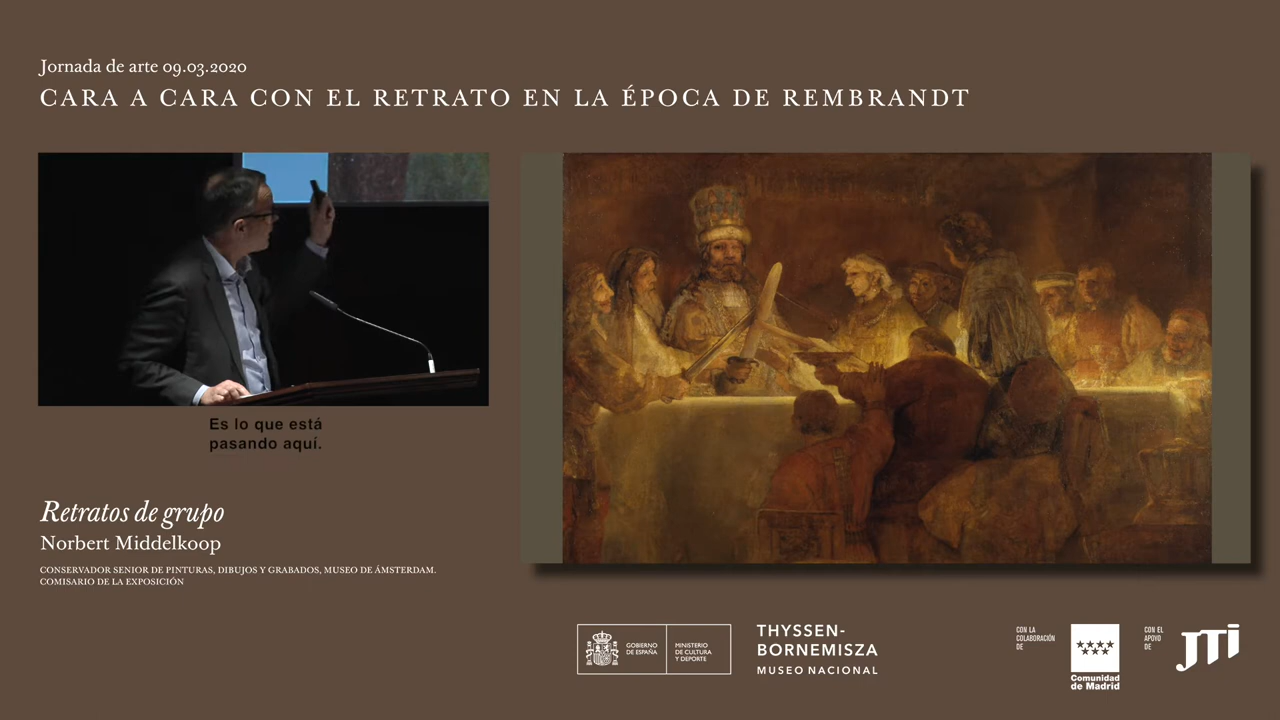 Jornada de arte 09.03.2020
CARA A CARA CON EL RETRATO EN LA ÉPOCA DE REMBRANDT
Es lo que está
pasando aquí.
Retratos de grupo
Norbert Middelkoop
CONSERVADOR SENIOR DE PINTURAS, DIBUJOS Y GRABADOS, MUSEO DE ÁMSTERDAM.
COMISARIO DE LA EXPOSICIÓN
GOBIERNO
DE ESPAÑA
MINISTERIO
DE CULTURA
Y DEPORTE
THYSSEN-
BORNEMISZA
MUSEO NACIONAL
CON LA
COLABORACIÓN
DE
Comunidad
de Madrid
CON EL
APOYO
DE
JTi